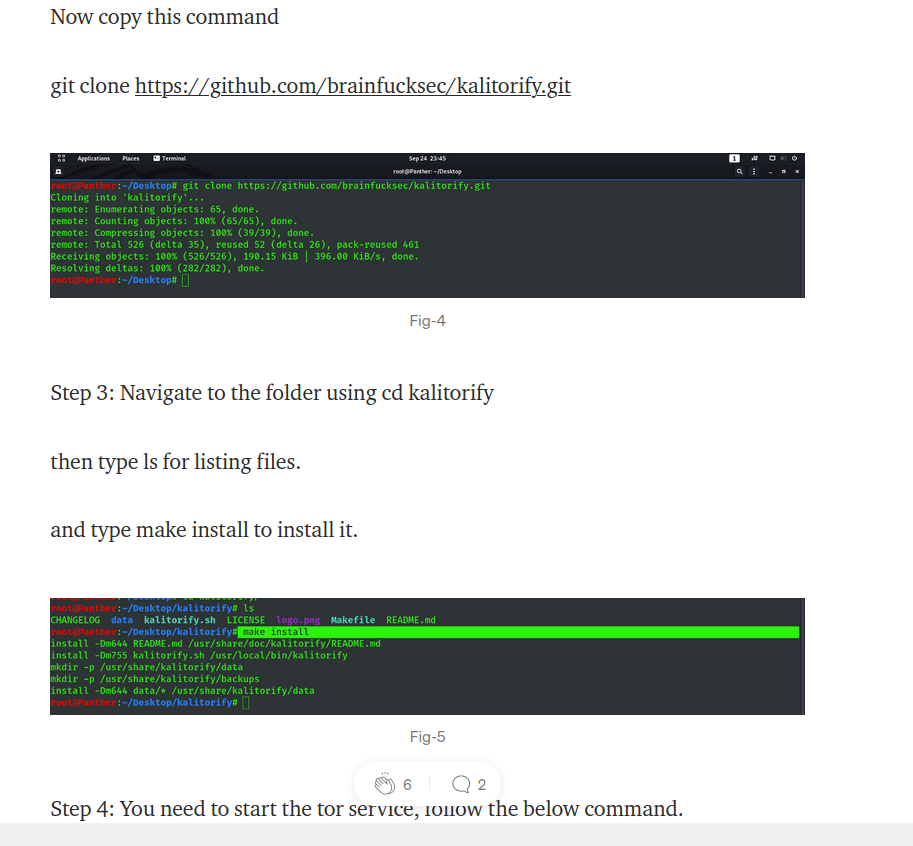 Now copy this command
git clone https://github.com/brainfucksec/kalitorify.git
Applications Places Terminal Sep 24 23:45 1
root@Panther: ~/Desktop
root@Panther:~/Desktop# git clone https://github.com/brainfucksec/kalitorify.git
Cloning into 'kalitorify'...
remote: Enumerating objects: 65, done.
remote: Counting objects: 100% (65/65), done.
remote: Compressing objects: 100% (39/39), done.
remote: Total 526 (delta 35), reused 52 (delta 26), pack-reused 461
Receiving objects: 100% (526/526), 190.15 KiB | 396.00 KiB/s, done.
Resolving deltas: 100% (282/282), done.
root@Panther:~/Desktop#
Fig-4
Step 3: Navigate to the folder using cd kalitorify
then type ls for listing files.
and type make install to install it.
root@Panther:~/Desktop/kalitorify# ls
CHANGELOG data kalitorify.sh LICENSE logo.png Makefile README.md
root@Panther:~/Desktop/kalitorify# make install
install -Dm644 README.md /usr/share/doc/kalitorify/README.md
install -Dm755 kalitorify.sh /usr/local/bin/kalitorify
mkdir -p /usr/share/kalitorify/data
mkdir -p /usr/share/kalitorify/backups
install -Dm644 data/* /usr/share/kalitorify/data
root@Panther:~/Desktop/kalitorify#
Fig-5
6 2
Step 4: You need to start the tor service, follow the below command.